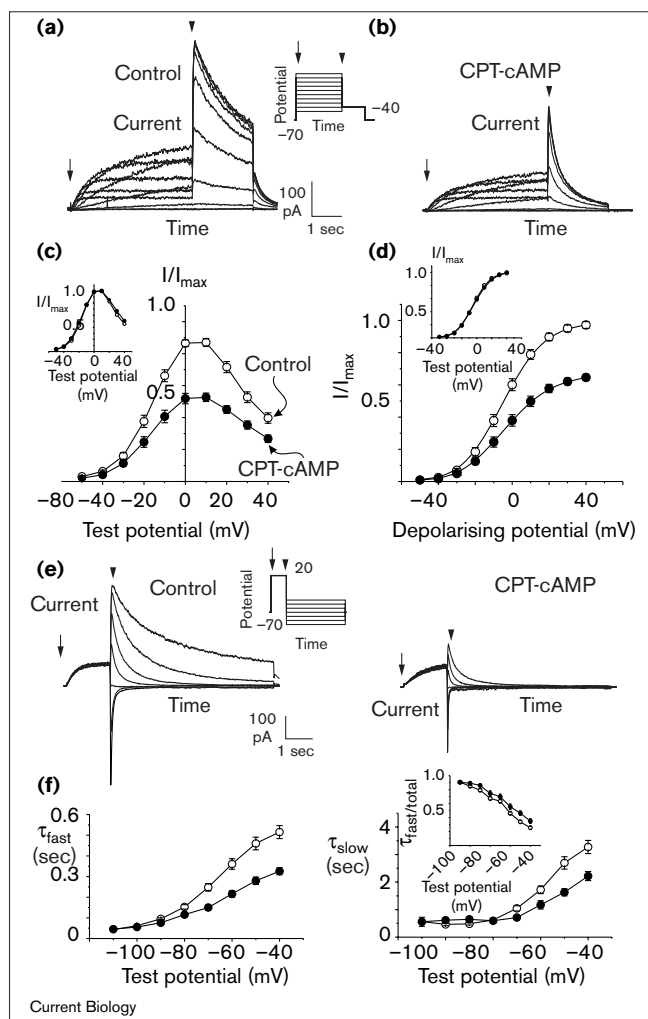 (a)
Control
Current
Time
Potential
Time
−70
−40
100
pA
1 sec
(b)
CPT-cAMP
Current
Time
(c)
I/Imax
1.0
0.5
0
−80 −40 −20 0 20 40
Test potential (mV)
Control
CPT-cAMP
I/Imax
1.0
0.5
−40 0 40
Test potential
(mV)
(d)
I/Imax
1.0
0.5
−40 0 40
Test potential
(mV)
I/Imax
1.0
0.5
−40 −20 0 20 40
Depolarising potential (mV)
(e)
Control
Current
Time
Potential
20
−70
Time
100
pA
1 sec
CPT-cAMP
Current
Time
(f)
τfast
(sec)
0.6
0.3
0
−100 −80 −60 −40
Test potential (mV)
τslow
(sec)
4
2
0
−100 −80 −60 −40
Test potential (mV)
τfast/total
1.0
0.5
−100 −80 −60 −40
Test potential
(mV)
Current Biology